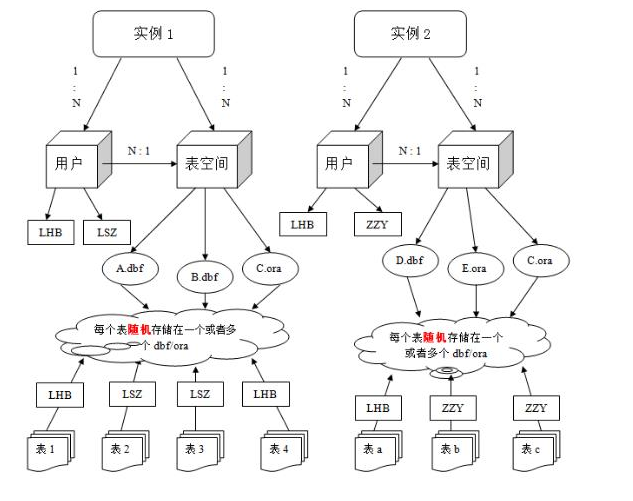 实例 1
实例 2
1
:
N
1
:
N
1
:
N
1
:
N
用户
N : 1
表空间
用户
N : 1
表空间
LHB
LSZ
LHB
ZZY
A.dbf
B.dbf
C.ora
D.dbf
E.ora
C.ora
每个表随机存储在一个或者多
个 dbf/ora
每个表随机存储在一个
或者多个 dbf/ora
LHB
LSZ
LSZ
LHB
LHB
ZZY
ZZY
表 1
表 2
表 3
表 4
表 a
表 b
表 c